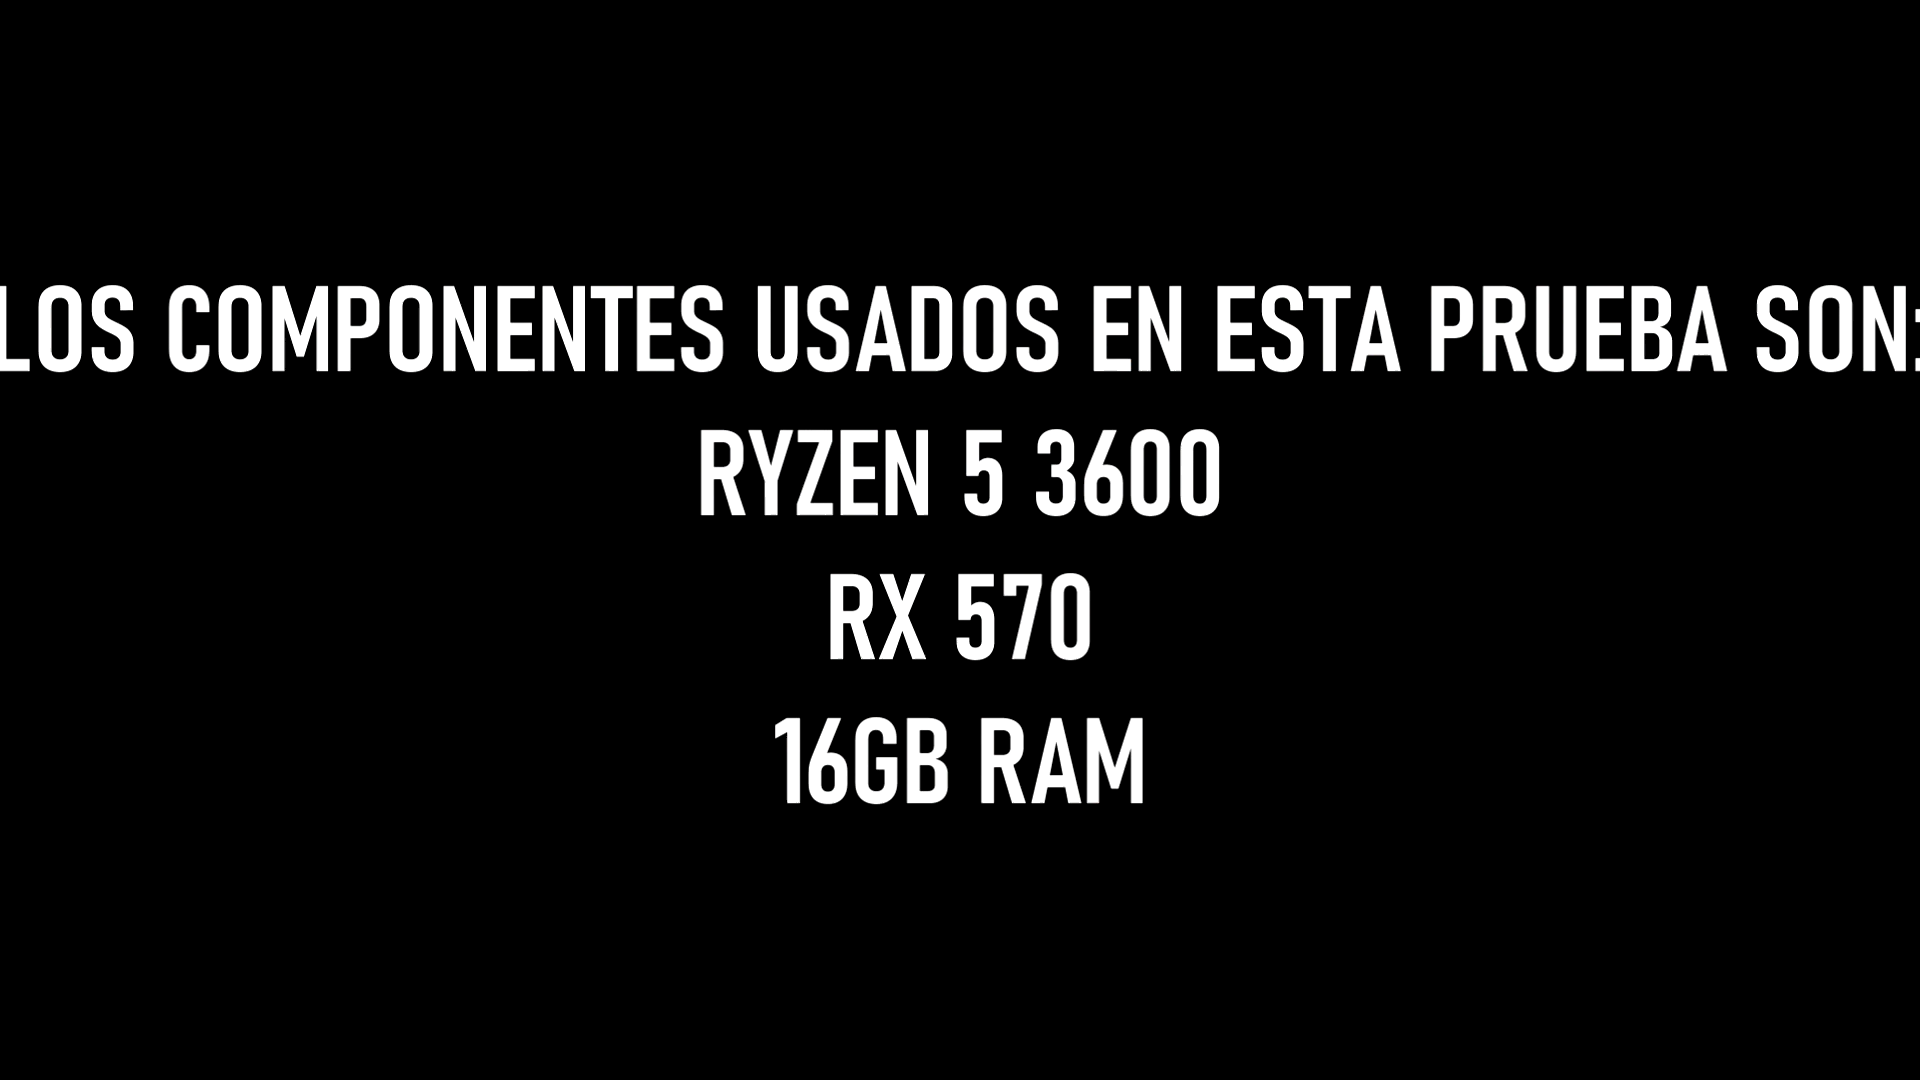 LOS COMPONENTES USADOS EN ESTA PRUEBA SON:
RYZEN 5 3600
RX 570
16GB RAM